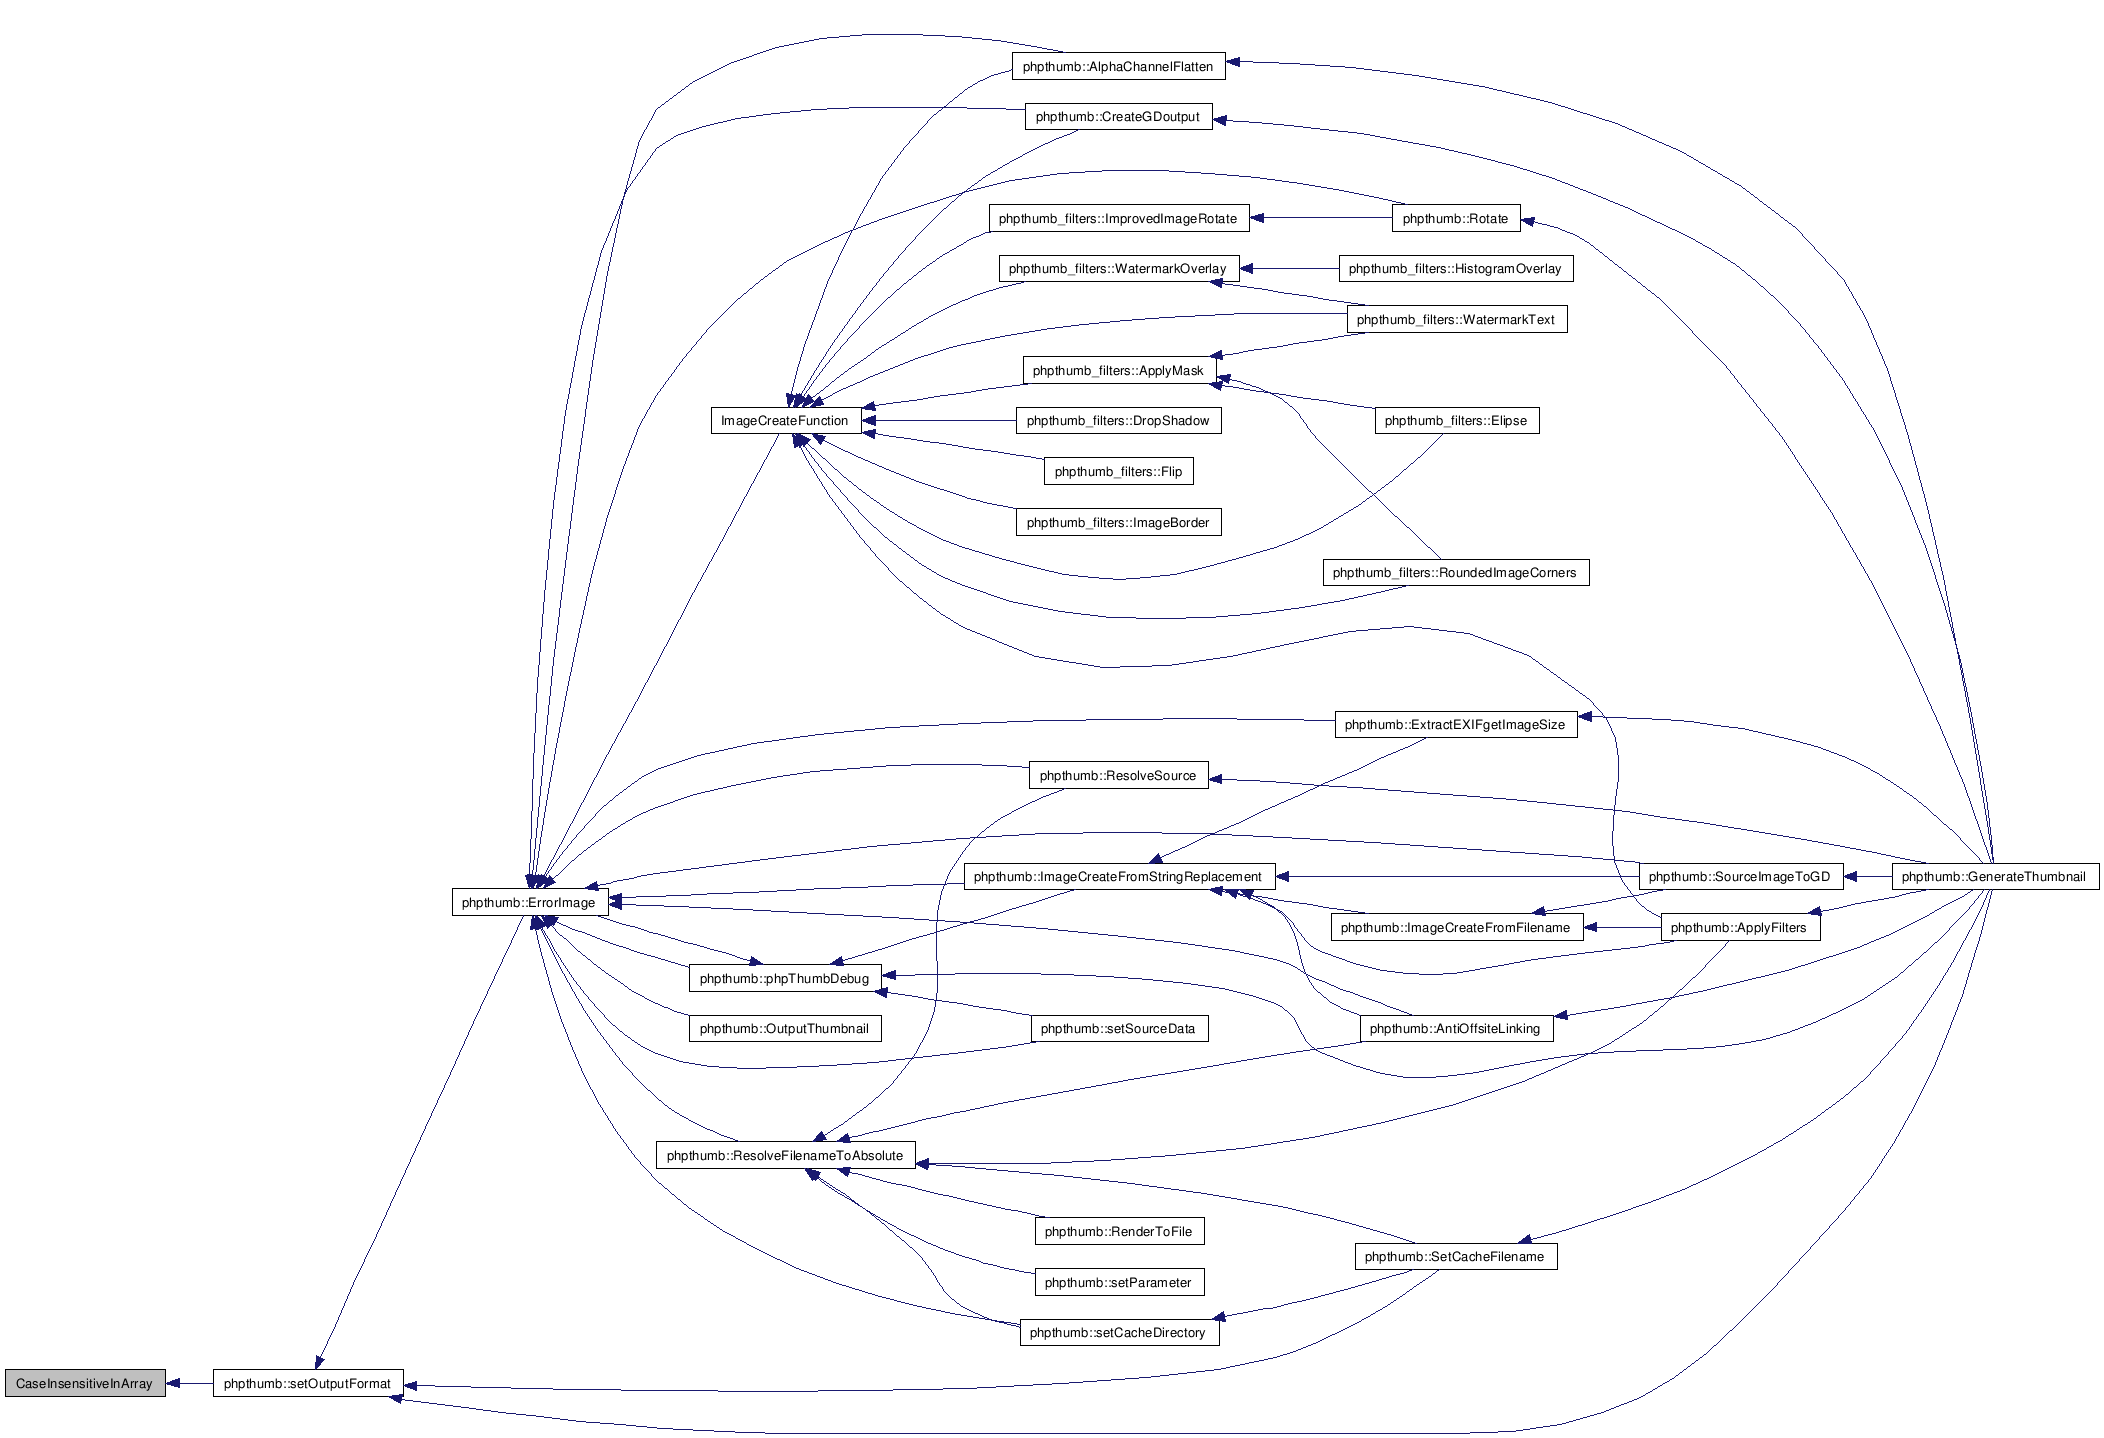 phpthumb::AlphaChannelFlatten
phpthumb::CreateGDoutput
phpthumb_filters::ImprovedImageRotate
phpthumb::Rotate
phpthumb_filters::WatermarkOverlay
phpthumb_filters::HistogramOverlay
phpthumb_filters::WatermarkText
phpthumb_filters::ApplyMask
ImageCreateFunction
phpthumb_filters::DropShadow
phpthumb_filters::Elipse
phpthumb_filters::Flip
phpthumb_filters::ImageBorder
phpthumb_filters::RoundedImageCorners
phpthumb::ExtractEXIFgetImageSize
phpthumb::ResolveSource
phpthumb::ImageCreateFromStringReplacement
phpthumb::SourceImageToGD
phpthumb::GenerateThumbnail
phpthumb::ErrorImage
phpthumb::ImageCreateFromFilename
phpthumb::ApplyFilters
phpthumb::phpThumbDebug
phpthumb::OutputThumbnail
phpthumb::setSourceData
phpthumb::AntiOffsiteLinking
phpthumb::ResolveFilenameToAbsolute
phpthumb::RenderToFile
phpthumb::SetCacheFilename
phpthumb::setParameter
phpthumb::setCacheDirectory
CaseInsensitiveInArray
phpthumb::setOutputFormat